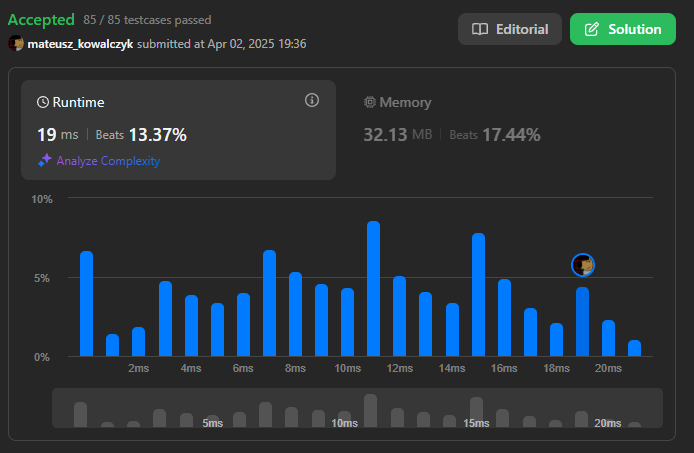 Accepted 85 / 85 testcases passed
Editorial
Solution
mateusz_kowalczyk submitted at Apr 02, 2025 19:36
Runtime
19 ms | Beats 13.37%
Analyze Complexity
Memory
32.13 MB | Beats 17.44%
10%
5%
0%
2ms 4ms 6ms 8ms 10ms 12ms 14ms 16ms 18ms 20ms
5ms 10ms 15ms 20ms